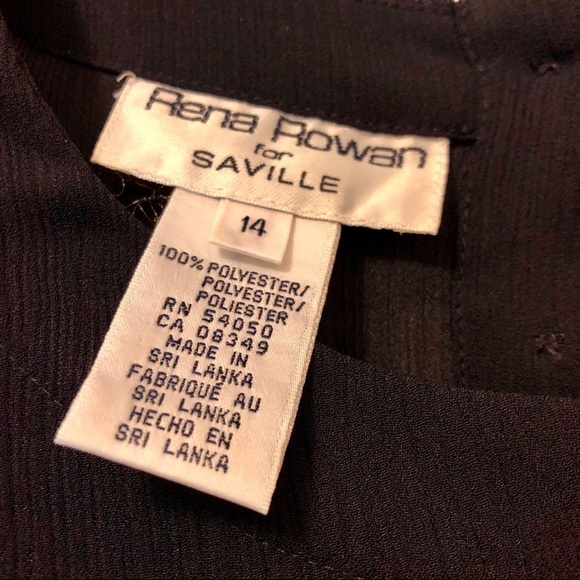 Rena Rowan
for
SAVILLE
14
100% POLYESTER/
POLYESTER/
POLIESTER
RN 54050
CA 08349
MADE IN
SRI LANKA
FABRIQUÉ AU
SRI LANKA
HECHO EN
SRI LANKA